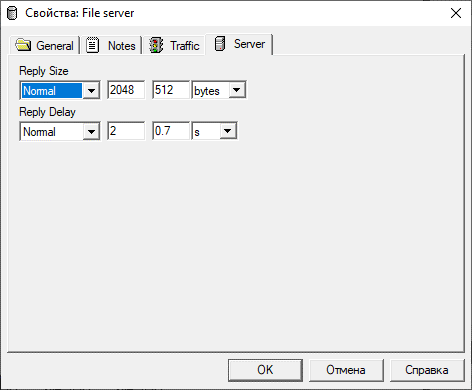 Свойства: File server
General Notes Traffic Server
Reply Size
Normal 2048 512 bytes
Reply Delay
Normal 2 0.7 s
OK Отмена Справка